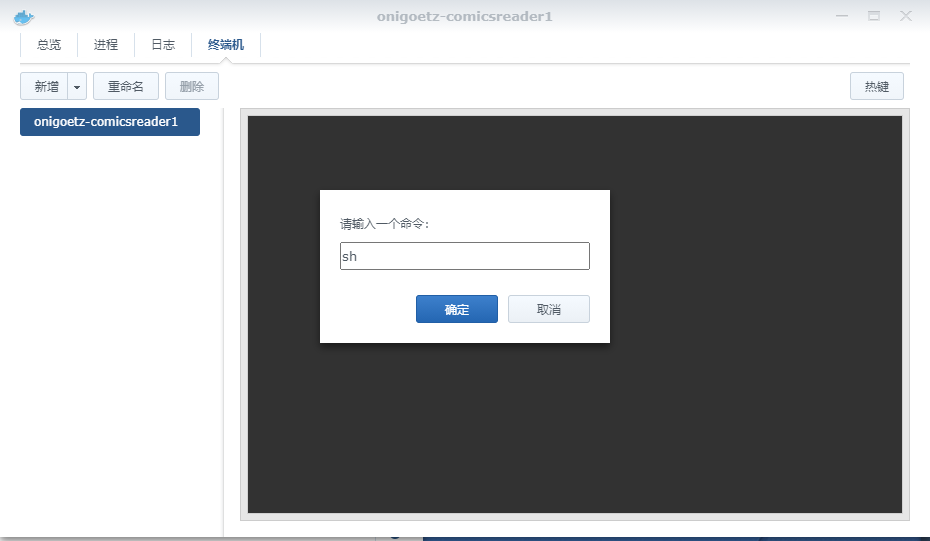 onigoetz-comicsreader1
总览 进程 日志 终端机
新增 重命名 删除 热键
onigoetz-comicsreader1
请输入一个命令:
sh
确定 取消